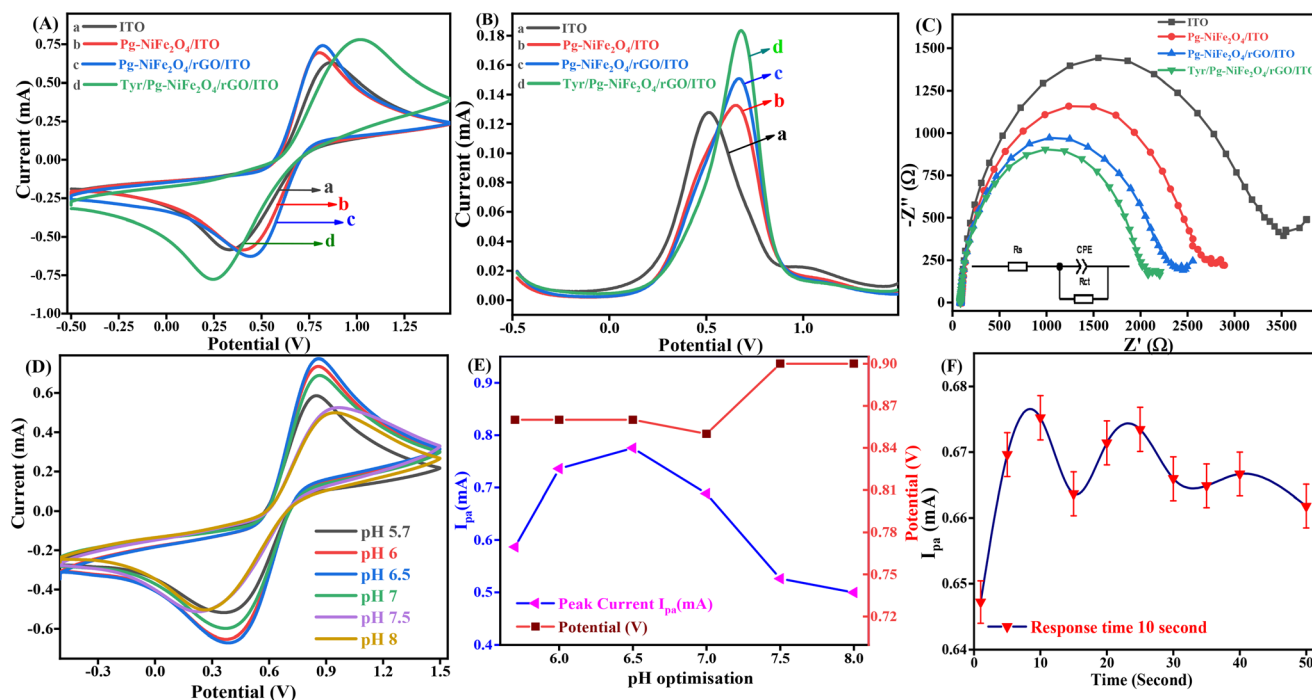 (A)
a ITO
b Pg-NiFe₂O₄/ITO
c Pg-NiFe₂O₄/rGO/ITO
d Tyr/Pg-NiFe₂O₄/rGO/ITO
Current (mA)
0.75
0.50
0.25
0.00
-0.25
-0.50
-0.75
-1.00
a
b
c
d
-0.50
-0.25
0.00
0.25
0.50
0.75
1.00
1.25
Potential (V)
(B)
a ITO
b Pg-NiFe₂O₄/ITO
c Pg-NiFe₂O₄/rGO/ITO
d Tyr/Pg-NiFe₂O₄/rGO/ITO
Current (mA)
0.18
0.16
0.14
0.12
0.10
0.08
0.06
0.04
0.02
0.00
d
c
b
a
-0.5
0.0
0.5
1.0
Potential (V)
(C)
ITO
Pg-NiFe₂O₄/ITO
Pg-NiFe₂O₄/rGO/ITO
Tyr/Pg-NiFe₂O₄/rGO/ITO
-Z" (Ω)
-1500
-1250
-1000
-750
-500
-250
0
Rs
CPE
Rct
0
500
1000
1500
2000
2500
3000
3500
Z' (Ω)
(D)
Current (mA)
0.6
0.4
0.2
0.0
-0.2
-0.4
-0.6
pH 5.7
pH 6
pH 6.5
pH 7
pH 7.5
pH 8
-0.3
0.0
0.3
0.6
0.9
1.2
1.5
Potential (V)
(E)
Iₚₐ(mA)
0.9
0.8
0.7
0.6
0.5
0.4
Peak Current Iₚₐ(mA)
Potential (V)
6.0
6.5
7.0
7.5
8.0
pH optimisation
0.90
0.88
0.86
0.84
0.82
0.80
0.78
0.76
0.74
0.72
Potential (V)
(F)
Iₚₐ (mA)
0.68
0.67
0.66
0.65
0.64
Response time 10 second
0
10
20
30
40
50
Time (Second)